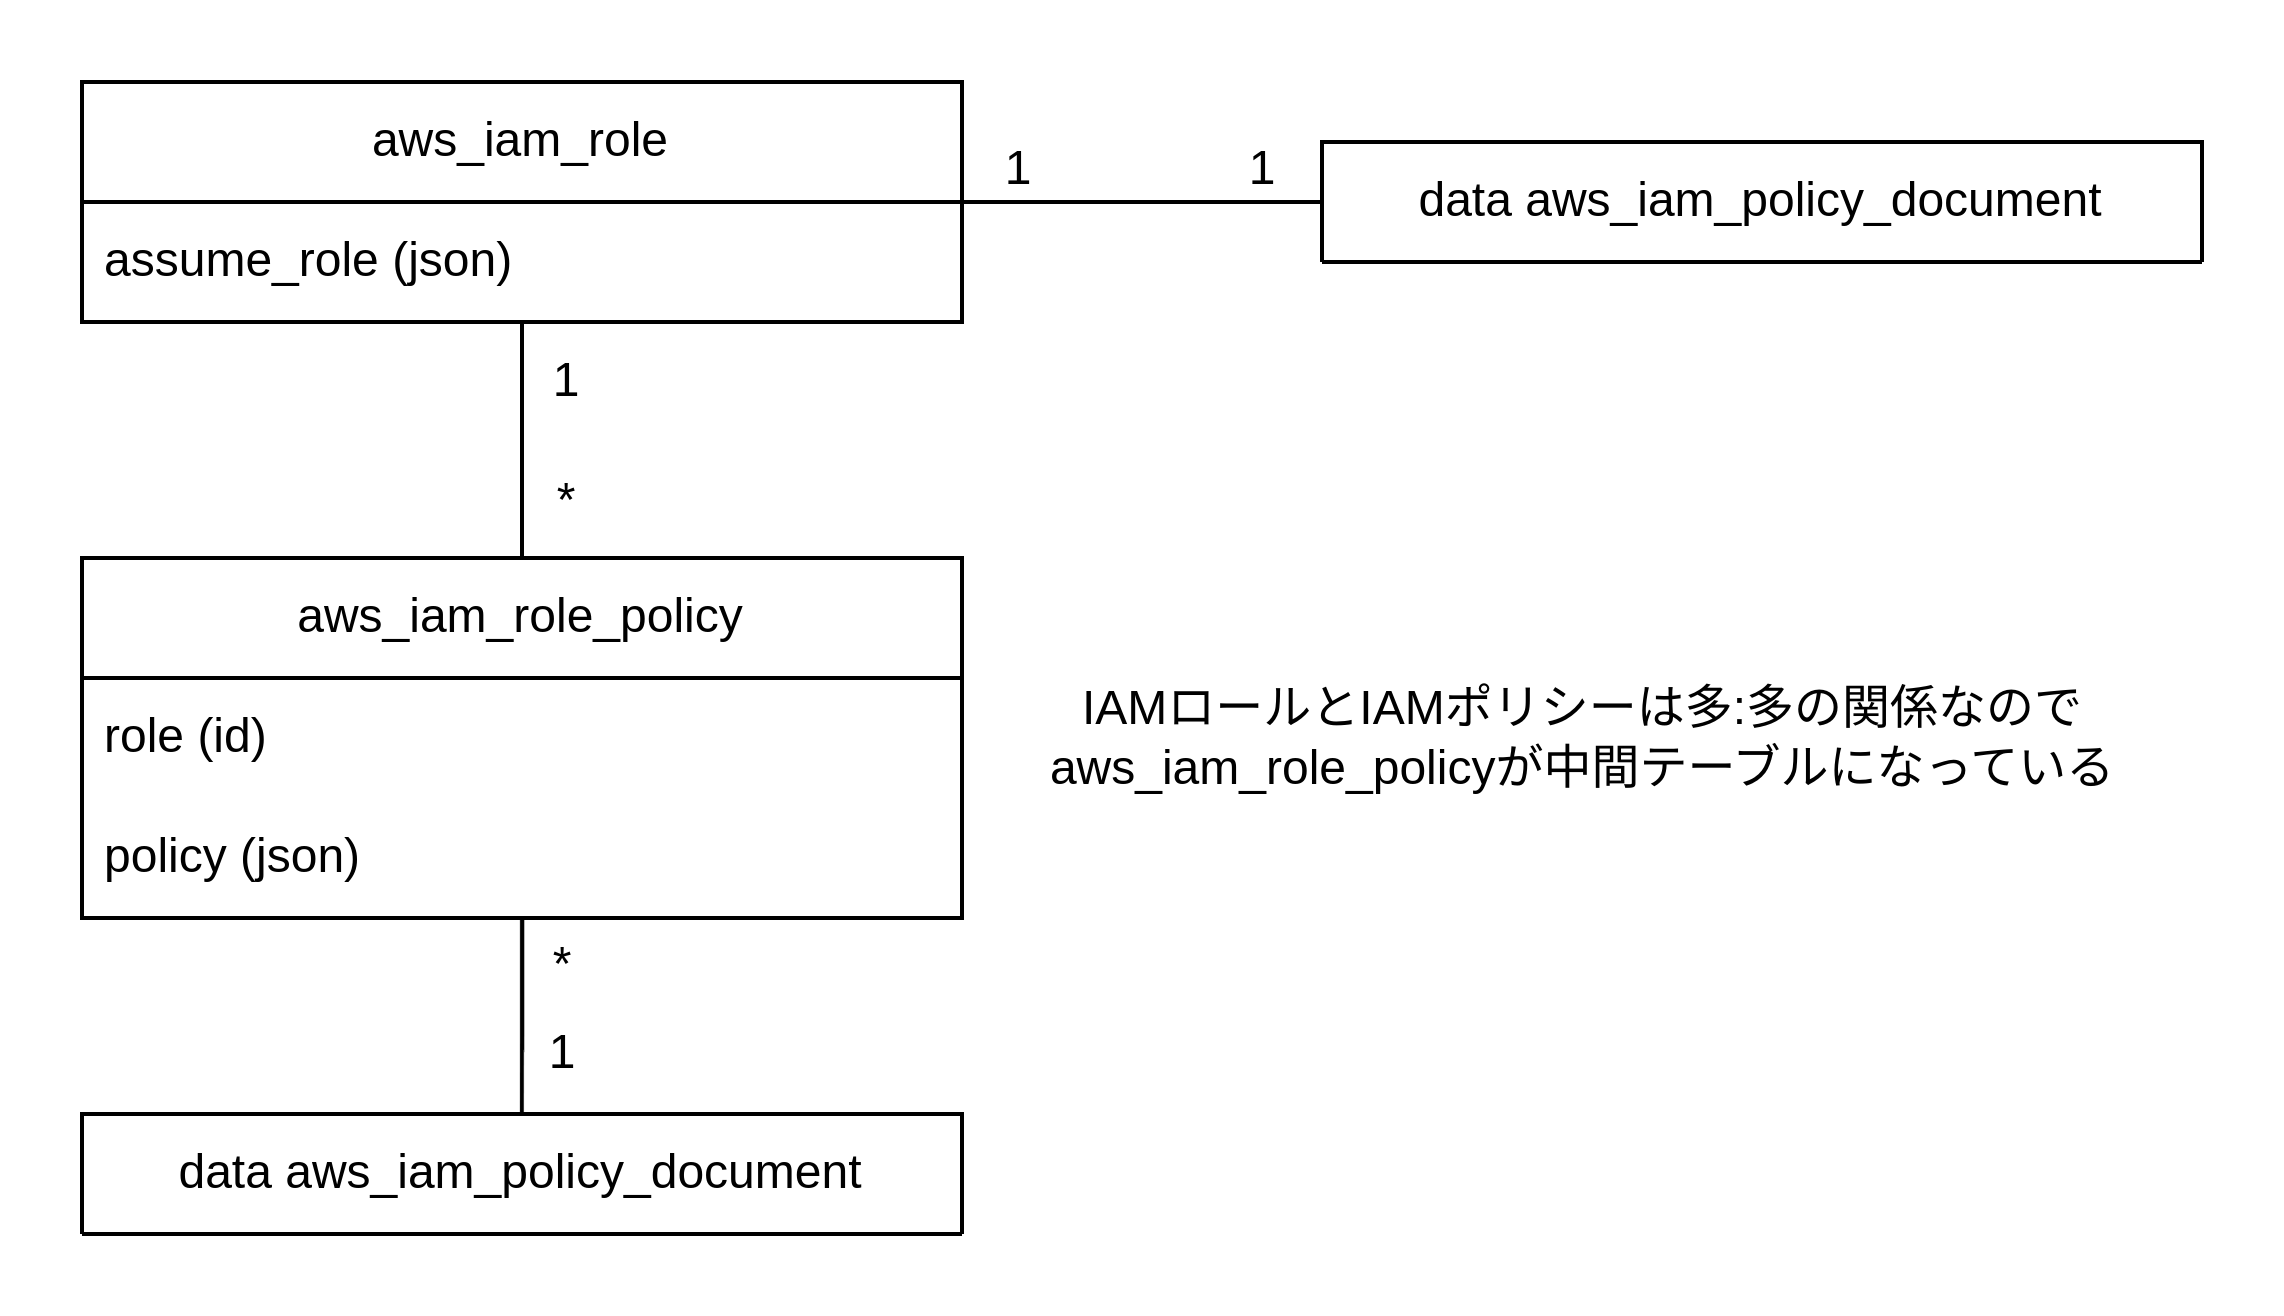 aws_iam_role
1
1
data aws_iam_policy_document
assume_role (json)
1
*
aws_iam_role_policy
role (id)
IAMロールとIAMポリシーは多:多の関係なので
aws_iam_role_policyが中間テーブルになっている
policy (json)
*
1
data aws_iam_policy_document